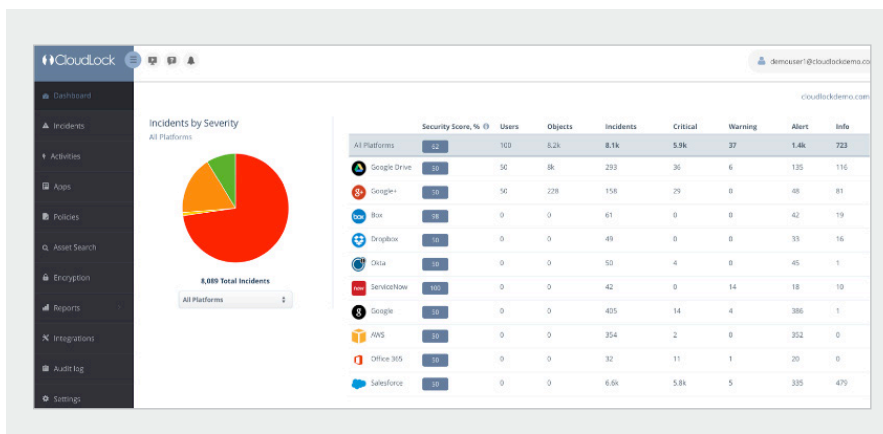 CloudLock
demouser1@cloudlockdemo.co
Dashboard
cloudlockdemo.com
Incidents
Activities
Apps
Policies
Asset Search
Encryption
Reports
Integrations
Audit log
Settings
Incidents by Severity
All Platforms
8,089 Total Incidents
All Platforms
Security Score, % Users Objects Incidents Critical Warning Alert Info
All Platforms 62 100 8.2k 8.1k 5.9k 37 1.4k 723
Google Drive 50 50 8k 293 36 6 135 116
Google+ 50 50 228 158 29 0 48 81
box Box 98 0 0 61 0 0 42 19
Dropbox 50 0 0 49 0 0 33 16
Okta 50 0 0 50 4 0 45 1
now ServiceNow 100 0 0 42 0 14 18 10
Google 50 0 0 405 14 4 386 1
AWS 50 0 0 354 2 0 352 0
Office 365 50 0 0 32 11 1 20 0
Salesforce 50 0 0 6.6k 5.8k 5 335 479